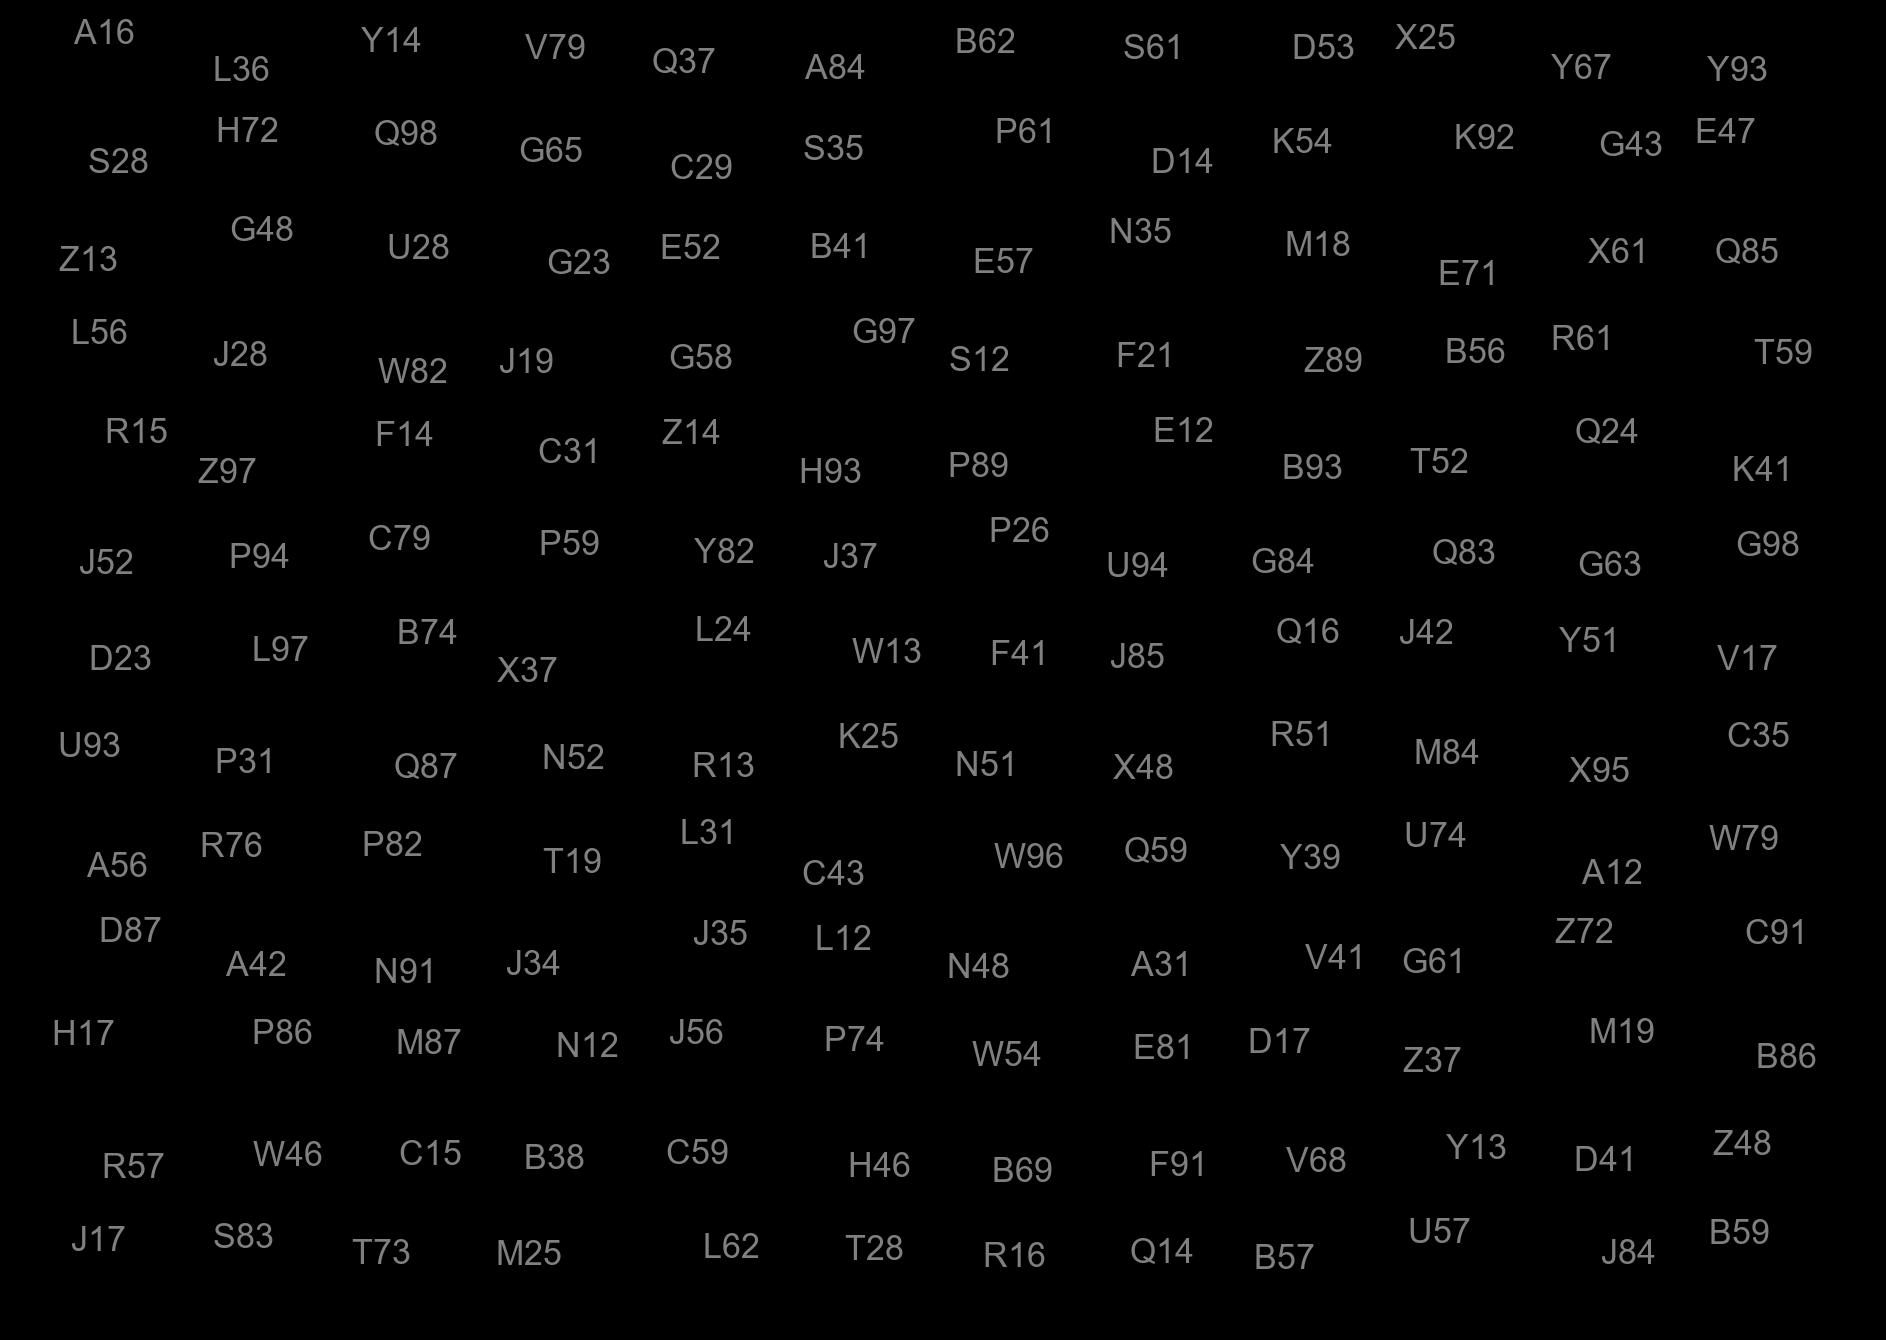 A16 L36 Y14 V79 Q37 A84 B62 S61 D53 X25 Y67 Y93
S28 H72 Q98 G65 C29 S35 P61 D14 K54 K92 G43 E47
Z13 G48 U28 G23 E52 B41 E57 N35 M18 E71 X61 Q85
L56 J28 W82 J19 G58 G97 S12 F21 Z89 B56 R61 T59
R15 Z97 F14 C31 Z14 H93 P89 E12 B93 T52 Q24 K41
J52 P94 C79 P59 Y82 J37 P26 U94 G84 Q83 G63 G98
D23 L97 B74 X37 L24 W13 F41 J85 Q16 J42 Y51 V17
U93 P31 Q87 N52 R13 K25 N51 X48 R51 M84 X95 C35
A56 R76 P82 T19 L31 C43 W96 Q59 Y39 U74 A12 W79
D87 A42 N91 J34 J35 L12 N48 A31 V41 G61 Z72 C91
H17 P86 M87 N12 J56 P74 W54 E81 D17 Z37 M19 B86
R57 W46 C15 B38 C59 H46 B69 F91 V68 Y13 D41 Z48
J17 S83 T73 M25 L62 T28 R16 Q14 B57 U57 J84 B59